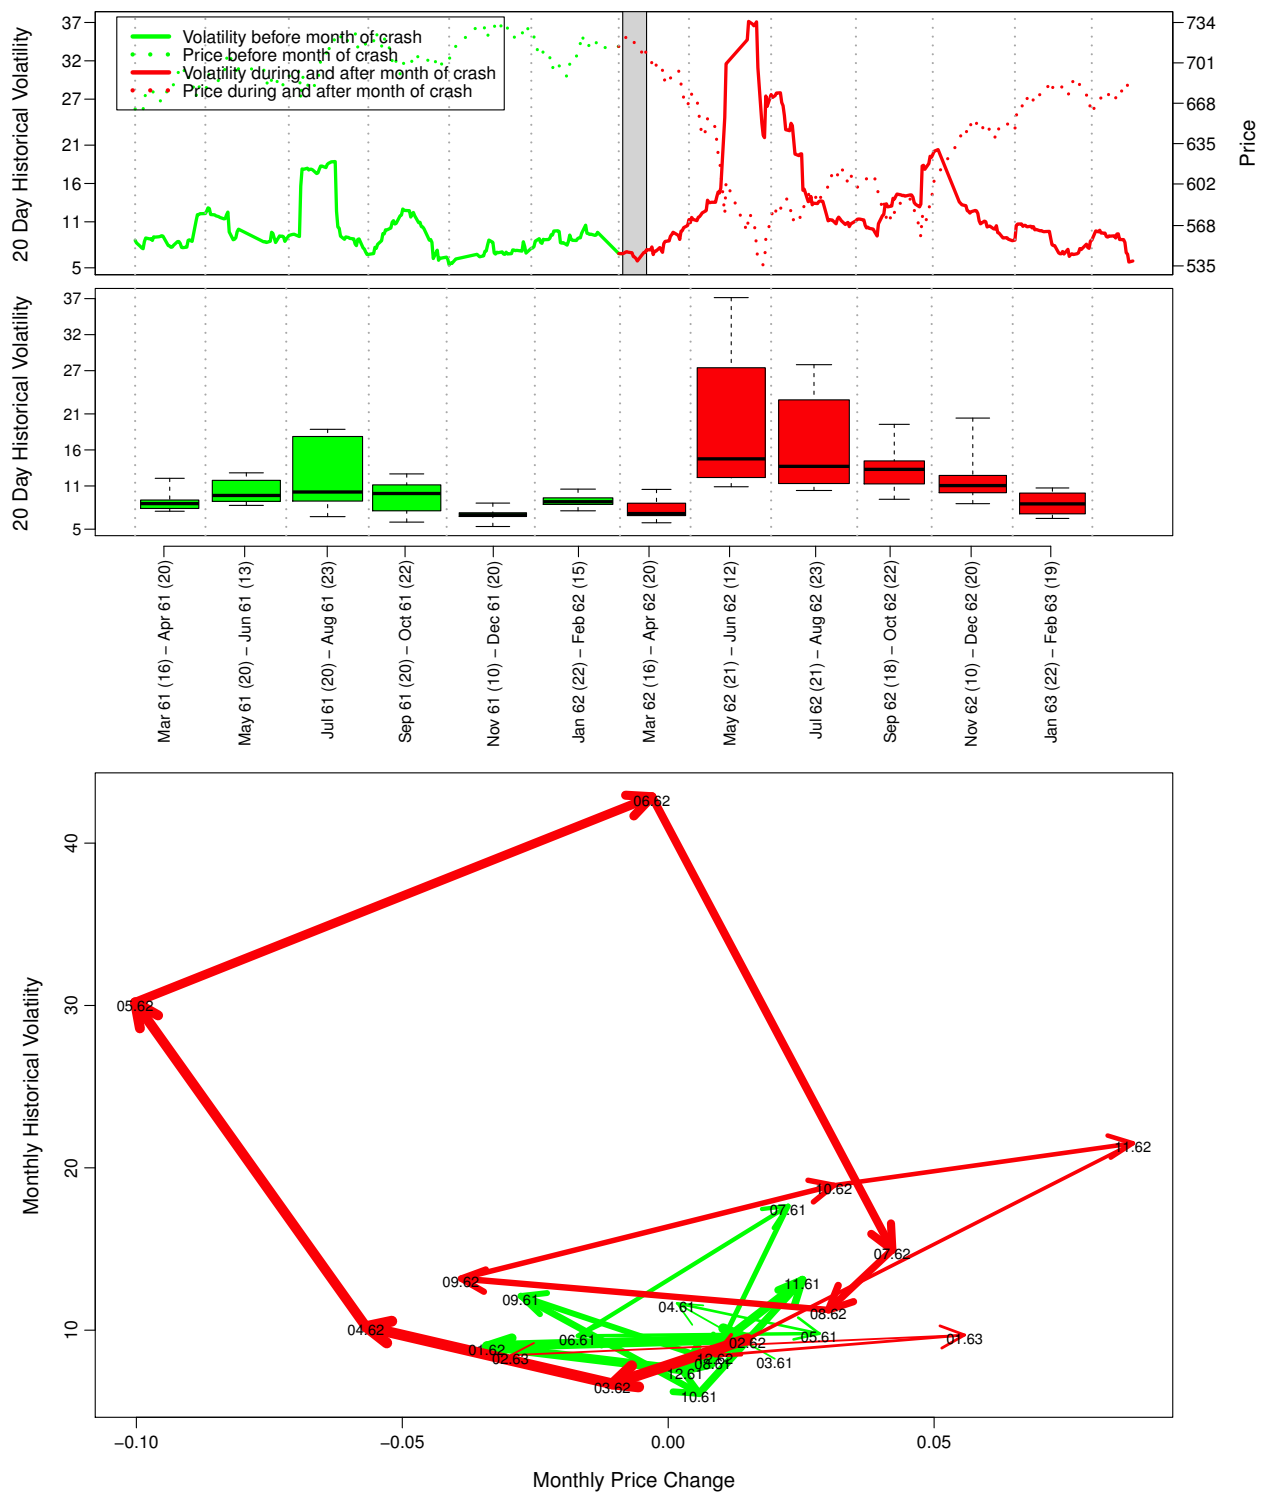 Volatility before month of crash
Price before month of crash
Volatility during and after month of crash
Price during and after month of crash
20 Day Historical Volatility
37
32
27
21
16
11
5
734
701
668
635
602
568
535
Price
20 Day Historical Volatility
37
32
27
21
16
11
5
Mar 61 (16) − Apr 61 (20)
May 61 (20) − Jun 61 (13)
Jul 61 (20) − Aug 61 (23)
Sep 61 (20) − Oct 61 (22)
Nov 61 (10) − Dec 61 (20)
Jan 62 (22) − Feb 62 (15)
Mar 62 (16) − Apr 62 (20)
May 62 (21) − Jun 62 (12)
Jul 62 (21) − Aug 62 (23)
Sep 62 (18) − Oct 62 (22)
Nov 62 (10) − Dec 62 (20)
Jan 63 (22) − Feb 63 (19)
Monthly Historical Volatiity
40
30
20
10
06.62
05.62
11.62
10.62
07.61
07.62
09.62
11.61
09.61
04.61
08.62
04.62
06.61
05.61
02.62
01.63
01.62
02.63
12.62
08.61
03.61
12.61
03.62
10.61
−0.10
−0.05
0.00
0.05
Monthly Price Change